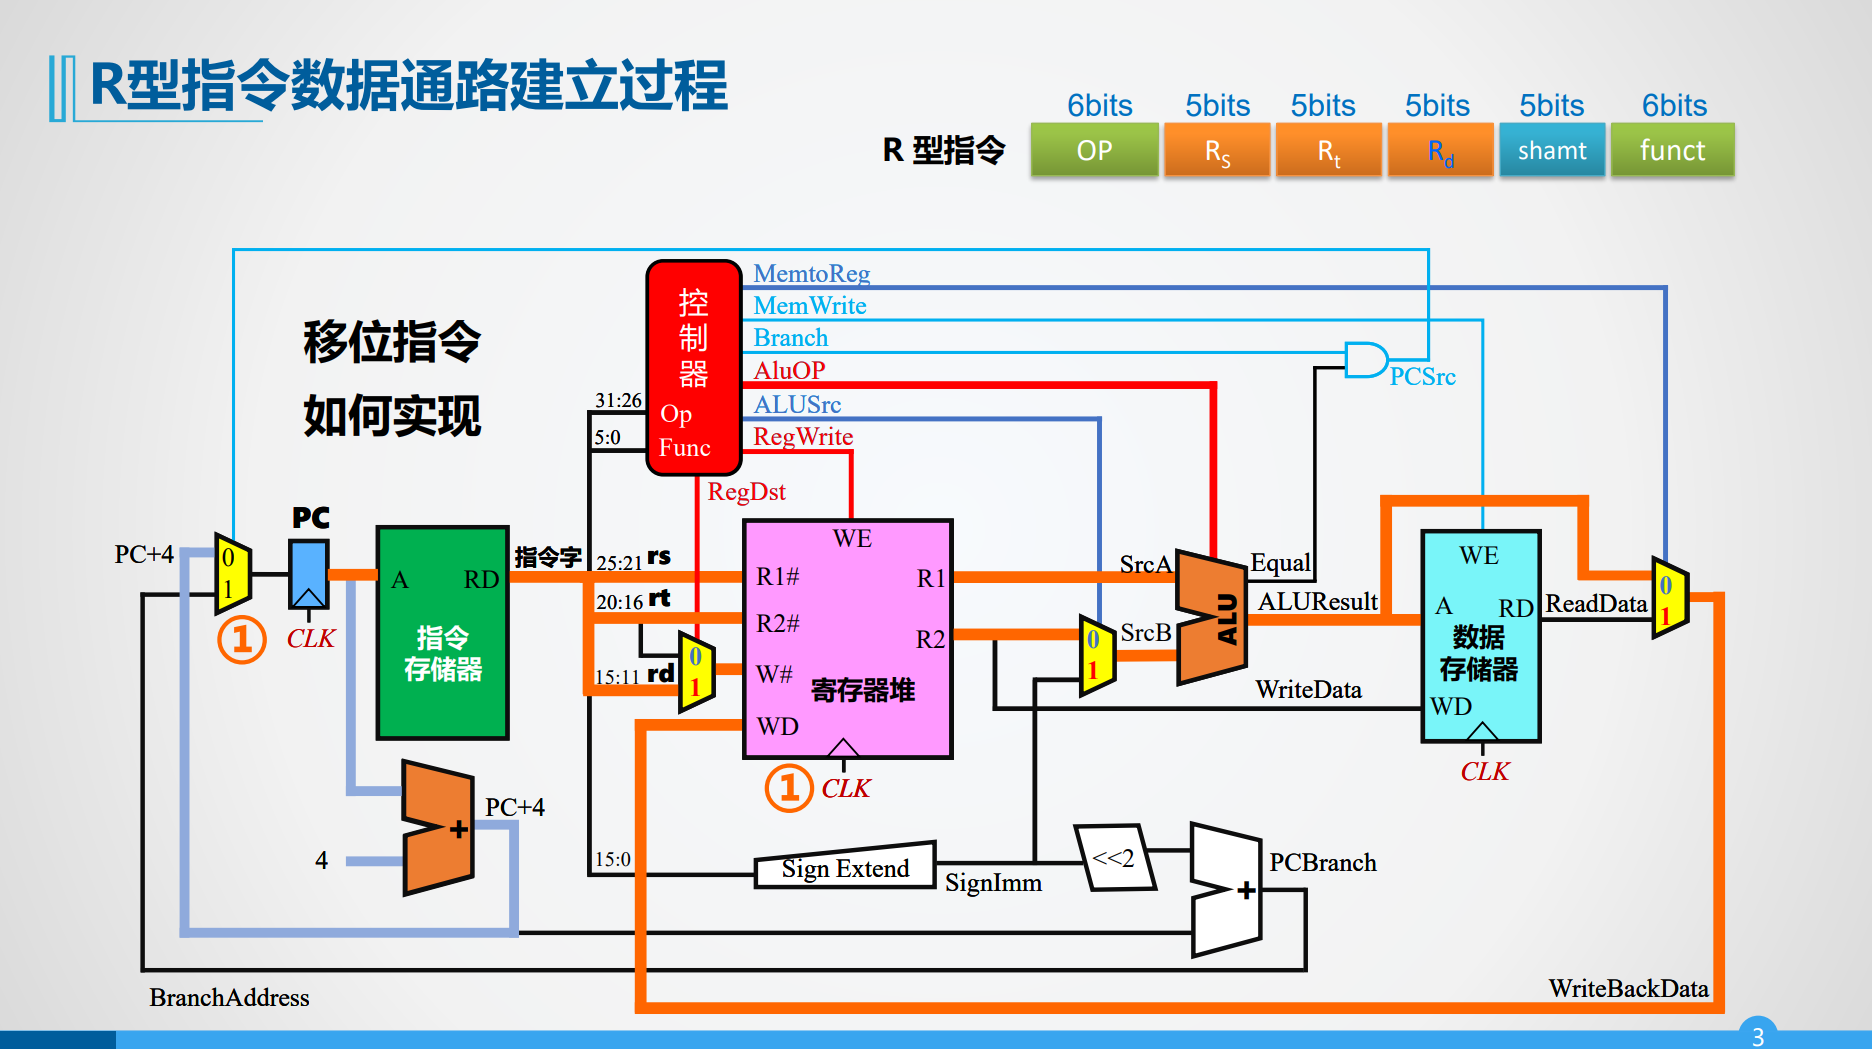 R型指令数据通路建立过程
6bits 5bits 5bits 5bits 5bits 6bits
R 型指令 OP RS Rt Rd shamt funct
移位指令
如何实现
控制器
Op
Func
MemtoReg
MemWrite
Branch
AluOP
ALUSrc
RegWrite
RegDst
PCSrc
31:26
5:0
PC+4
0
1
①
PC
CLK
A
RD
指令
存储器
指令字
25:21 rs
20:16 rt
15:11 rd
0
1
WE
R1#
R2#
W#
WD
R1
R2
寄存器堆
①
CLK
SrcA
SrcB
0
1
ALU
Equal
ALUResult
WriteData
WE
A
RD
数据
存储器
WD
CLK
ReadData
0
1
4
+
PC+4
15:0
Sign Extend
SignImm
<<2
+
PCBranch
BranchAddress
WriteBackData
3